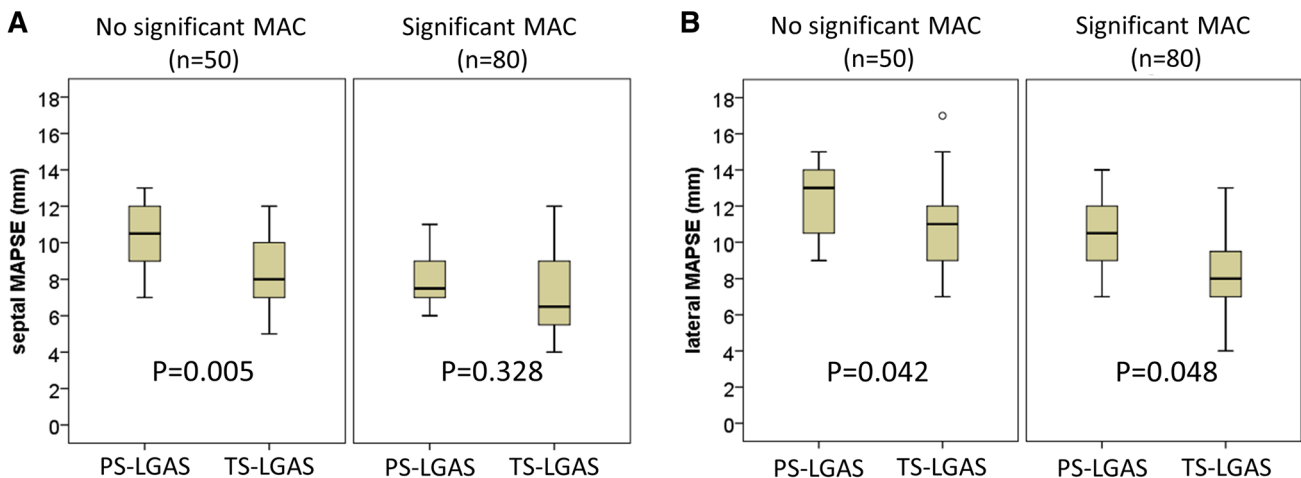 A
No significant MAC
(n=50)
Significant MAC
(n=80)
septal MAPSE (mm)
18
16
14
12
10
8
6
4
2
0
P=0.005
P=0.328
PS-LGAS
TS-LGAS
PS-LGAS
TS-LGAS
B
No significant MAC
(n=50)
Significant MAC
(n=80)
lateral MAPSE (mm)
18
16
14
12
10
8
6
4
2
0
P=0.042
P=0.048
PS-LGAS
TS-LGAS
PS-LGAS
TS-LGAS